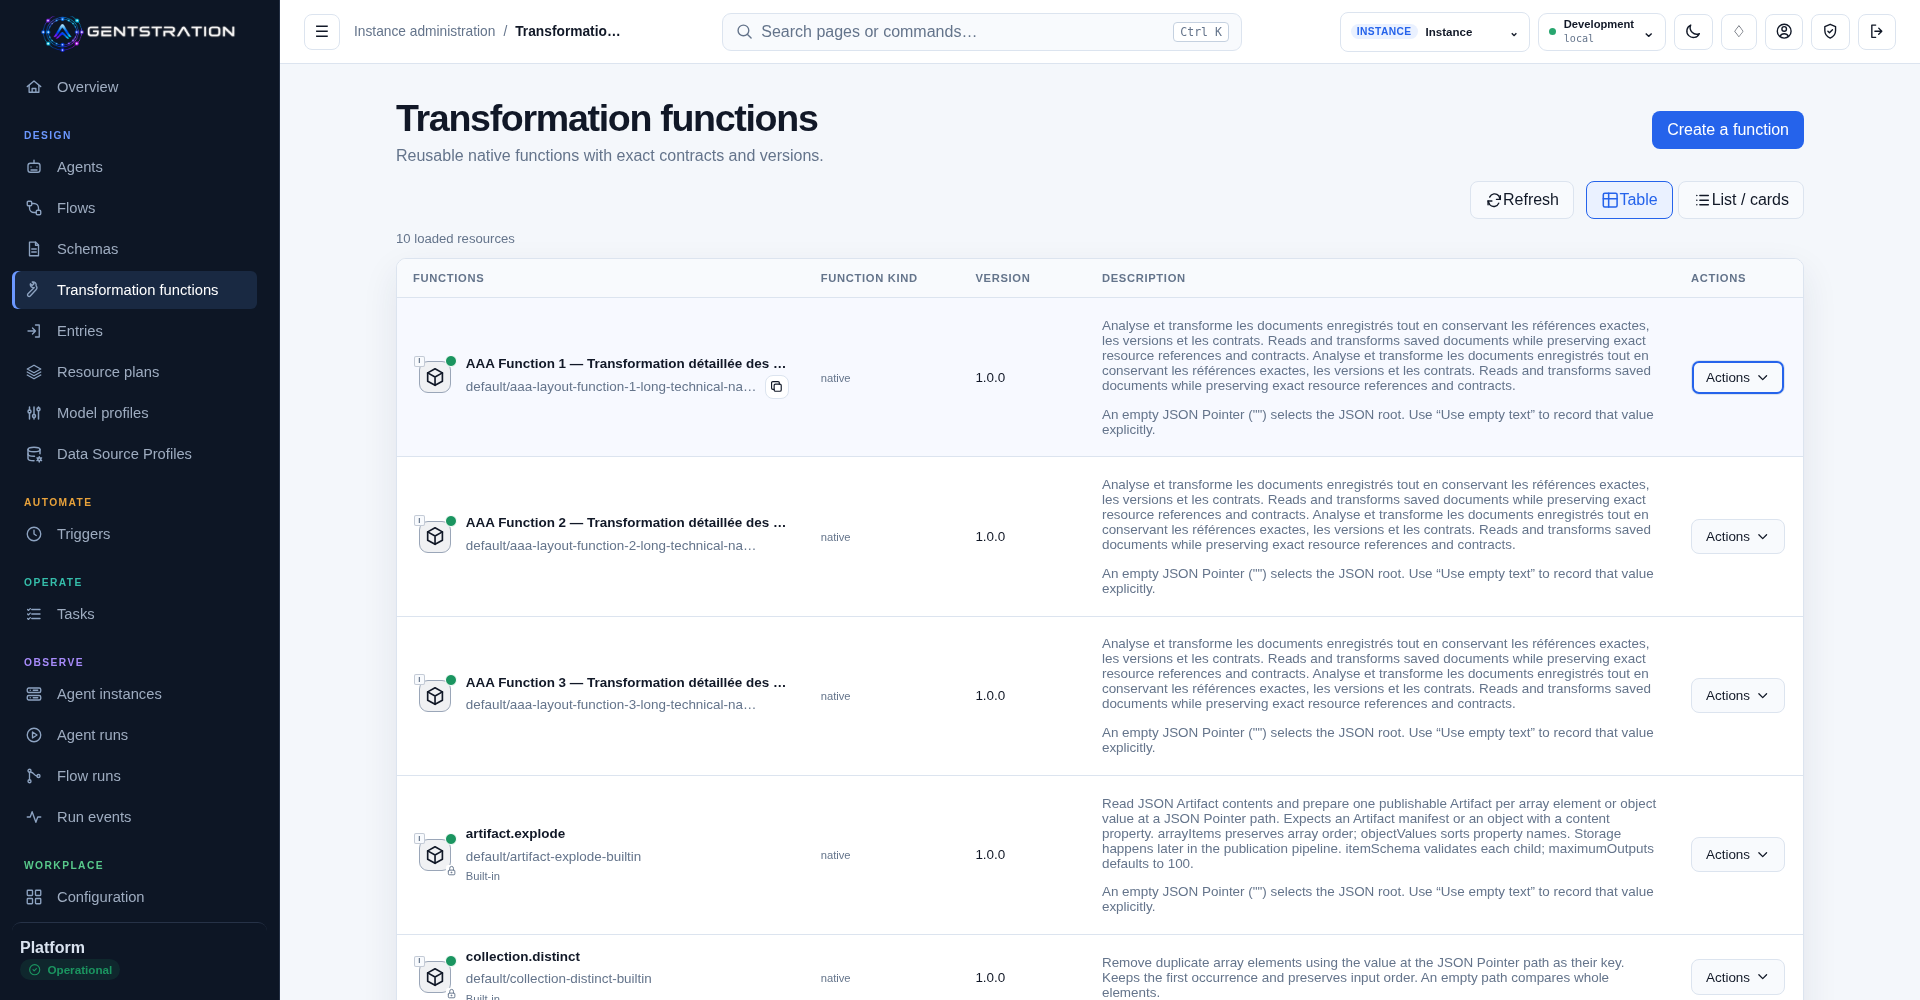 GENTSTRATION
Overview
DESIGN
Agents
Flows
Schemas
Transformation functions
Entries
Resource plans
Model profiles
Data Source Profiles
AUTOMATE
Triggers
OPERATE
Tasks
OBSERVE
Agent instances
Agent runs
Flow runs
Run events
WORKPLACE
Configuration
Platform
Operational
Instance administration / Transformatio…
Search pages or commands… Ctrl K
INSTANCE Instance
Development
local
Transformation functions
Reusable native functions with exact contracts and versions.
Create a function
Refresh Table List / cards
10 loaded resources
FUNCTIONS FUNCTION KIND VERSION DESCRIPTION ACTIONS
I
AAA Function 1 — Transformation détaillée des …
default/aaa-layout-function-1-long-technical-na…
native
1.0.0
Analyse et transforme les documents enregistrés tout en conservant les références exactes,
les versions et les contrats. Reads and transforms saved documents while preserving exact
resource references and contracts. Analyse et transforme les documents enregistrés tout en
conservant les références exactes, les versions et les contrats. Reads and transforms saved
documents while preserving exact resource references and contracts.
An empty JSON Pointer ("") selects the JSON root. Use “Use empty text” to record that value
explicitly.
Actions
I
AAA Function 2 — Transformation détaillée des …
default/aaa-layout-function-2-long-technical-na…
native
1.0.0
Analyse et transforme les documents enregistrés tout en conservant les références exactes,
les versions et les contrats. Reads and transforms saved documents while preserving exact
resource references and contracts. Analyse et transforme les documents enregistrés tout en
conservant les références exactes, les versions et les contrats. Reads and transforms saved
documents while preserving exact resource references and contracts.
An empty JSON Pointer ("") selects the JSON root. Use “Use empty text” to record that value
explicitly.
Actions
I
AAA Function 3 — Transformation détaillée des …
default/aaa-layout-function-3-long-technical-na…
native
1.0.0
Analyse et transforme les documents enregistrés tout en conservant les références exactes,
les versions et les contrats. Reads and transforms saved documents while preserving exact
resource references and contracts. Analyse et transforme les documents enregistrés tout en
conservant les références exactes, les versions et les contrats. Reads and transforms saved
documents while preserving exact resource references and contracts.
An empty JSON Pointer ("") selects the JSON root. Use “Use empty text” to record that value
explicitly.
Actions
I
artifact.explode
default/artifact-explode-builtin
Built-in
native
1.0.0
Read JSON Artifact contents and prepare one publishable Artifact per array element or object
value at a JSON Pointer path. Expects an Artifact manifest or an object with a content
property. arrayItems preserves array order; objectValues sorts property names. Storage
happens later in the publication pipeline. itemSchema validates each child; maximumOutputs
defaults to 100.
An empty JSON Pointer ("") selects the JSON root. Use “Use empty text” to record that value
explicitly.
Actions
I
collection.distinct
default/collection-distinct-builtin
Built-in
native
1.0.0
Remove duplicate array elements using the value at the JSON Pointer path as their key.
Keeps the first occurrence and preserves input order. An empty path compares whole
elements.
Actions